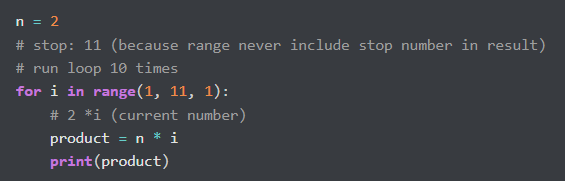 n = 2
# stop: 11 (because range never include stop number in result)
# run loop 10 times
for i in range(1, 11, 1):
    # 2 *i (current number)
    product = n * i
    print(product)